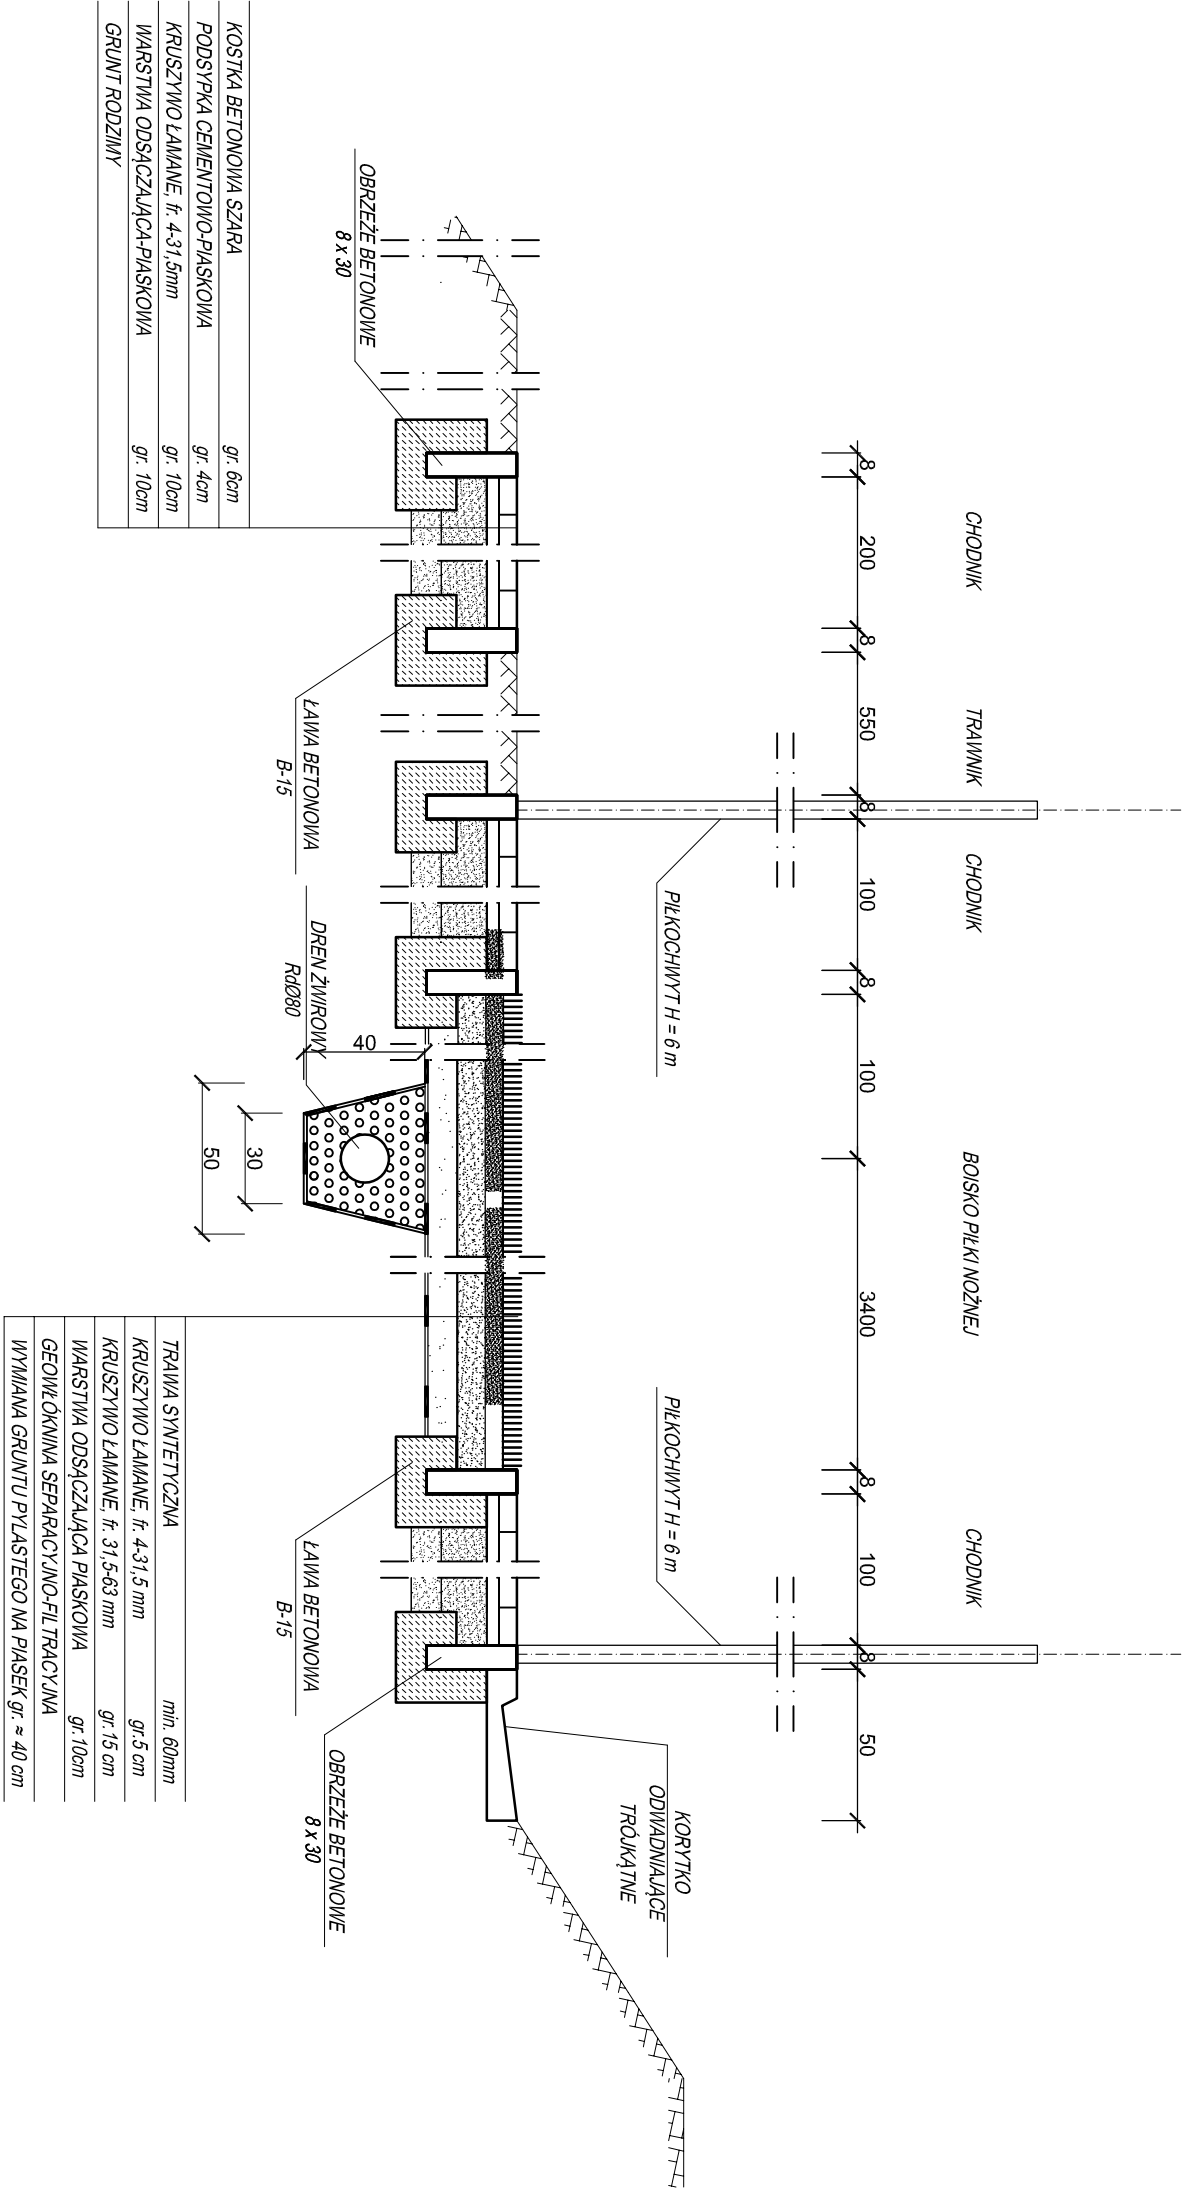 CHODNIK
TRAWNIK
CHODNIK
BOISKO PIŁKI NOŻNEJ
CHODNIK
8
200
8
550
8
100
8
100
3400
8
100
8
50
PIŁKOCHWYT H = 6 m
PIŁKOCHWYT H = 6 m
KORYTKO
ODWADNIAJĄCE
TRÓJKĄTNE
OBRZEŻE BETONOWE
8 x 30
ŁAWA BETONOWA
B-15
DREN ŻWIROWY
RdØ80
40
30
50
ŁAWA BETONOWA
B-15
OBRZEŻE BETONOWE
8 x 30
KOSTKA BETONOWA SZARA gr. 6cm
PODSYPKA CEMENTOWO-PIASKOWA gr. 4cm
KRUSZYWO ŁAMANE, fr. 4-31,5mm gr. 10cm
WARSTWA ODSĄCZAJĄCA-PIASKOWA gr. 10cm
GRUNT RODZIMY
TRAWA SYNTETYCZNA min. 60mm
KRUSZYWO ŁAMANE, fr. 4-31,5 mm gr.5 cm
KRUSZYWO ŁAMANE, fr. 31,5-63 mm gr.15 cm
WARSTWA ODSĄCZAJĄCA PIASKOWA gr.10cm
GEOWŁÓKNINA SEPARACYJNO-FILTRACYJNA
WYMIANA GRUNTU PYLASTEGO NA PIASEK gr. ≈ 40 cm